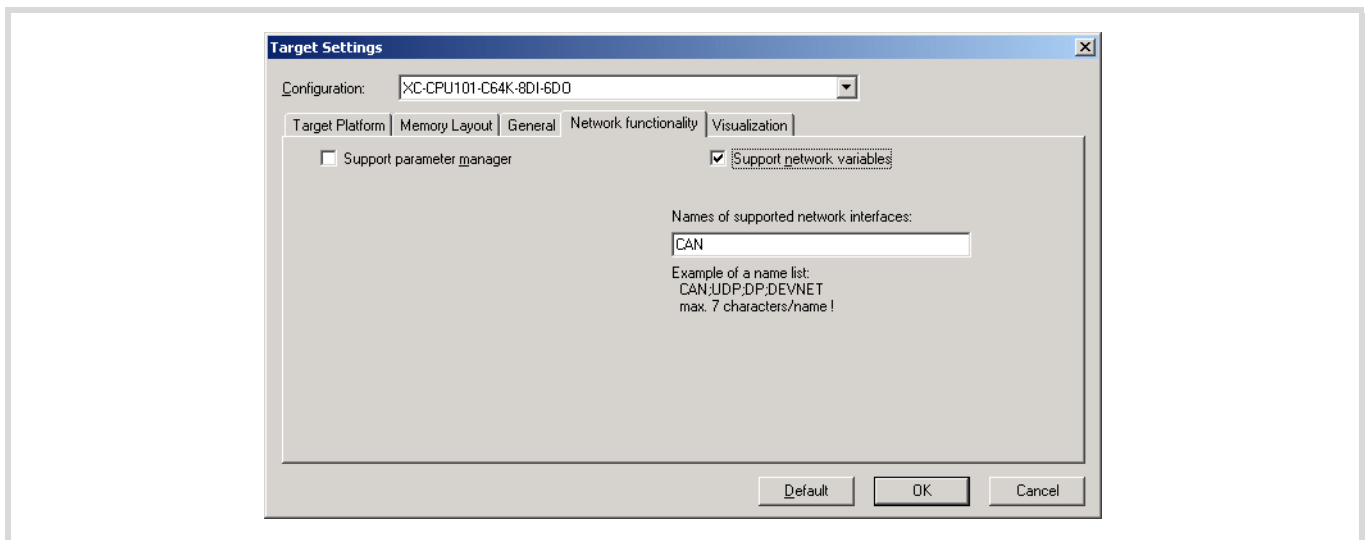 Target Settings
Configuration: XC-CPU101-C64K-8DI-6DO
Target Platform Memory Layout General Network functionality Visualization
Support parameter manager Support network variables
Names of supported network interfaces:
CAN
Example of a name list:
CAN;UDP;DP;DEVNET
max. 7 characters/name !
Default OK Cancel